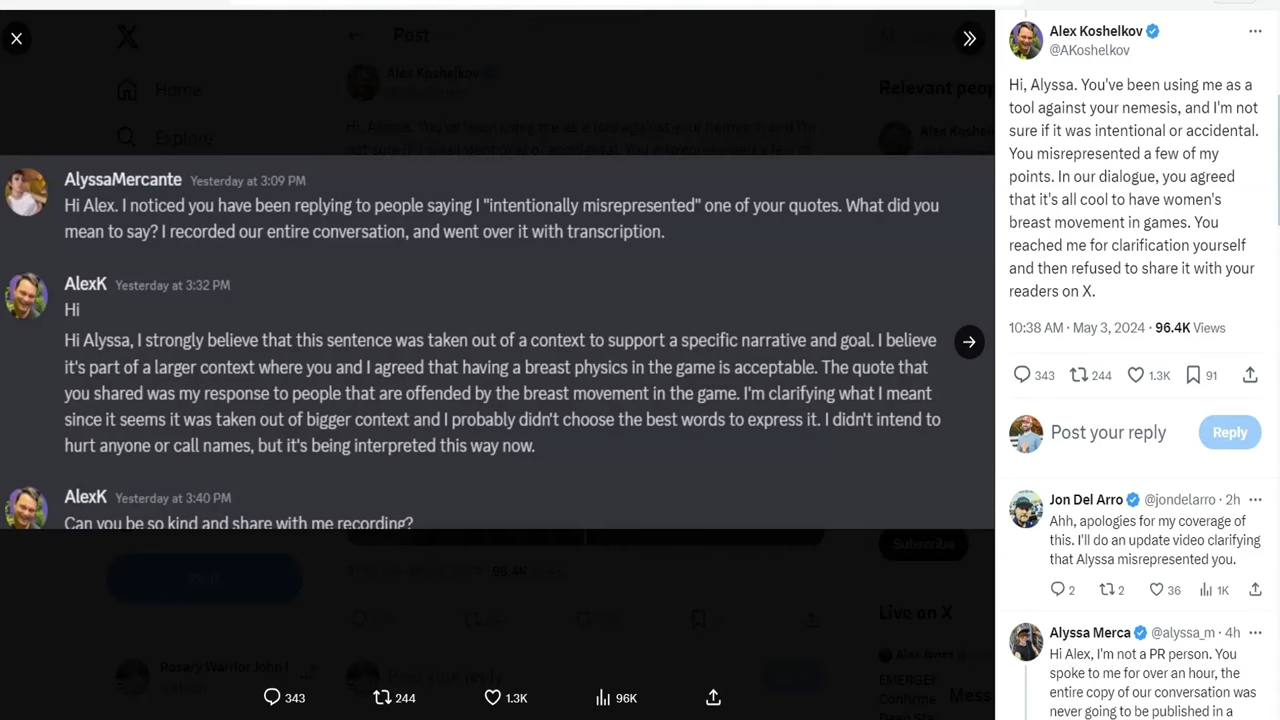 Post
Home
Alex Koshelkov
Explore
Relevant peop
AlyssaMercante Yesterday at 3:09 PM
Hi Alex. I noticed you have been replying to people saying I "intentionally misrepresented" one of your quotes. What did you
mean to say? I recorded our entire conversation, and went over it with transcription.
AlexK Yesterday at 3:32 PM
Hi
Hi Alyssa, I strongly believe that this sentence was taken out of a context to support a specific narrative and goal. I believe
it's part of a larger context where you and I agreed that having a breast physics in the game is acceptable. The quote that
you shared was my response to people that are offended by the breast movement in the game. I'm clarifying what I meant
since it seems it was taken out of bigger context and I probably didn't choose the best words to express it. I didn't intend to
hurt anyone or call names, but it's being interpreted this way now.
AlexK Yesterday at 3:40 PM
Can you be so kind and share with me recording?
Subscribe
Live on X
Post your reply
343 244 1.3K 96K
Alex Koshelkov
@AKoshelkov
Hi, Alyssa. You've been using me as a
tool against your nemesis, and I'm not
sure if it was intentional or accidental.
You misrepresented a few of my
points. In our dialogue, you agreed
that it's all cool to have women's
breast movement in games. You
reached me for clarification yourself
and then refused to share it with your
readers on X.
10:38 AM · May 3, 2024 · 96.4K Views
343 244 1.3K 91
Post your reply Reply
Jon Del Arro @jondelarro · 2h
Ahh, apologies for my coverage of
this. I'll do an update video clarifying
that Alyssa misrepresented you.
2 2 36 1K
Alyssa Merca @alyssa_m · 4h
Hi Alex, I'm not a PR person. You
spoke to me for over an hour, the
entire copy of our conversation was
never going to be published in a